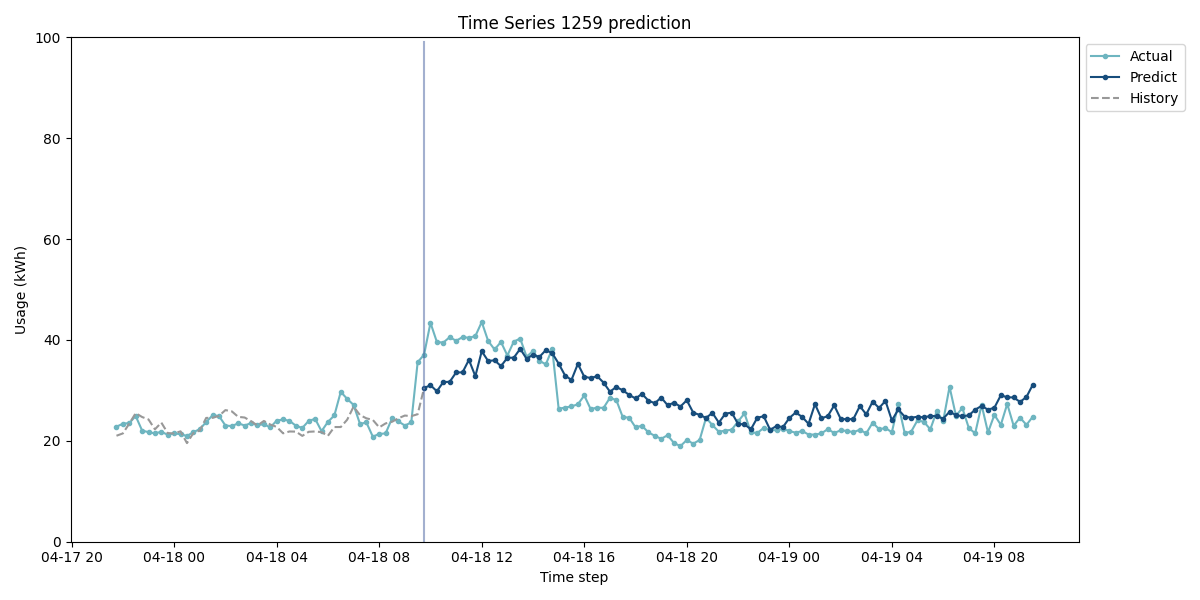 Time Series 1259 prediction
100
80
60
40
20
0
Usage (kWh)
04-17 20
04-18 00
04-18 04
04-18 08
04-18 12
04-18 16
04-18 20
04-19 00
04-19 04
04-19 08
Time step
Actual
Predict
History